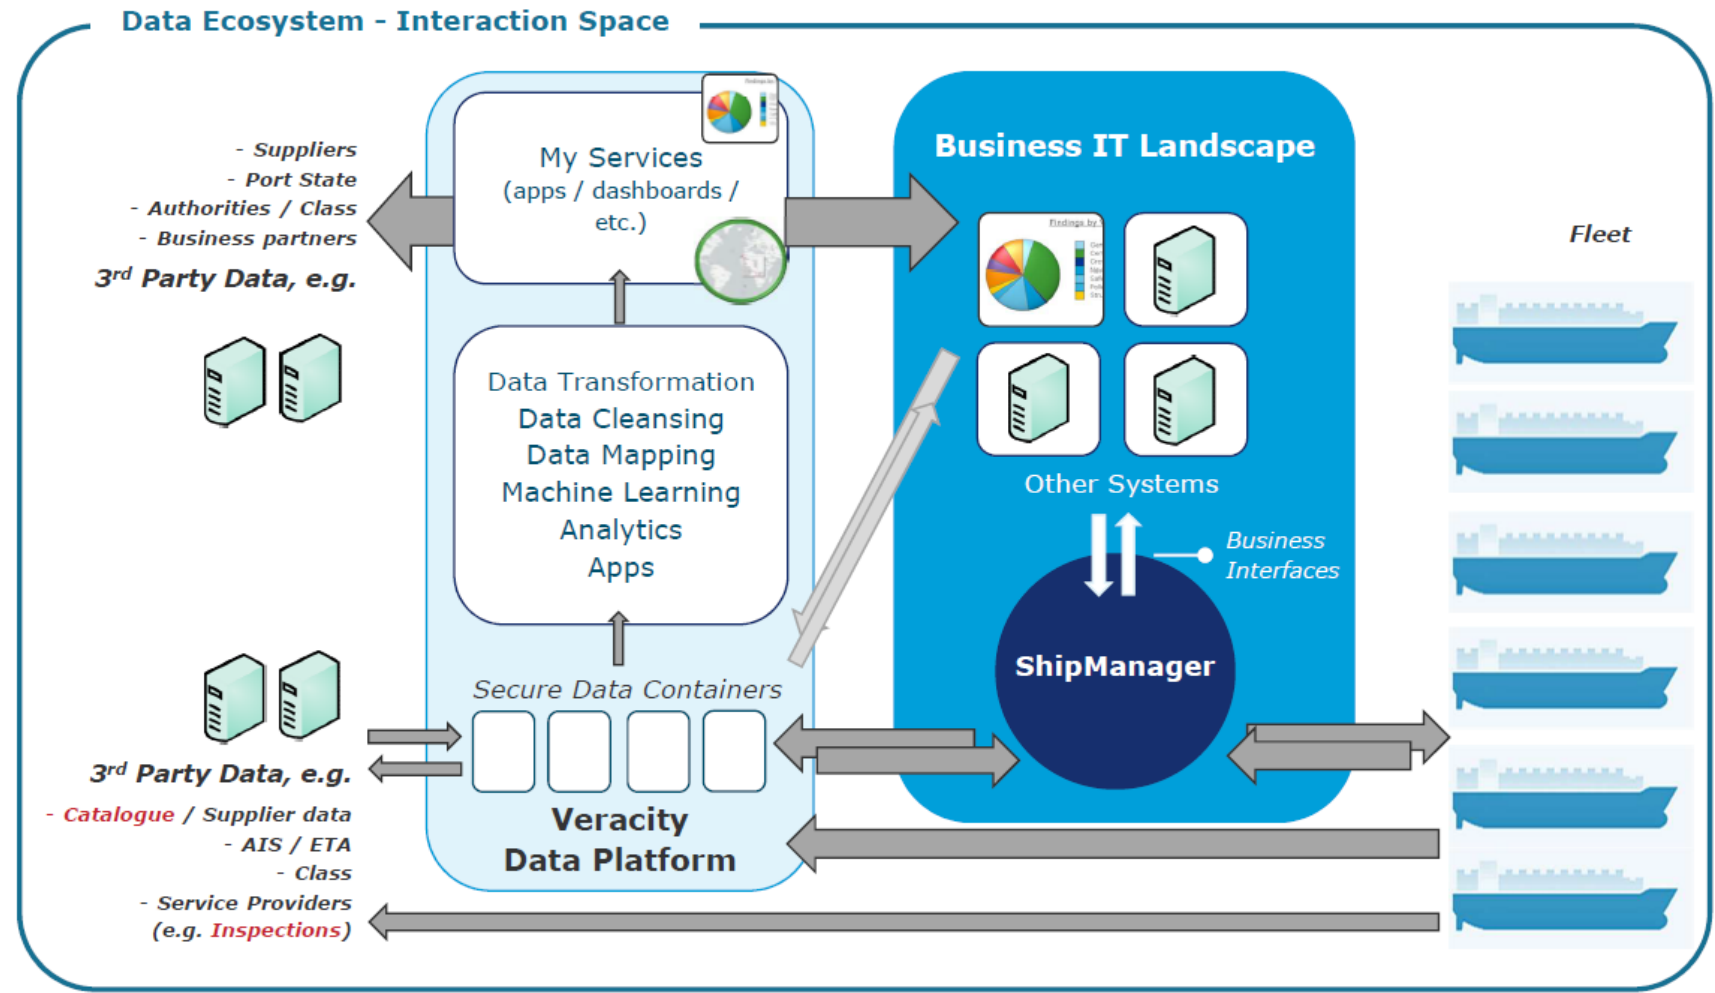 Data Ecosystem - Interaction Space
- Suppliers
- Port State
- Authorities / Class
- Business partners
3rd Party Data, e.g.
My Services
(apps / dashboards /
etc.)
Data Transformation
Data Cleansing
Data Mapping
Machine Learning
Analytics
Apps
Secure Data Containers
Veracity
Data Platform
3rd Party Data, e.g.
- Catalogue / Supplier data
- AIS / ETA
- Class
- Service Providers
(e.g. Inspections)
Business IT Landscape
Findings by
Other Systems
Business
Interfaces
ShipManager
Fleet